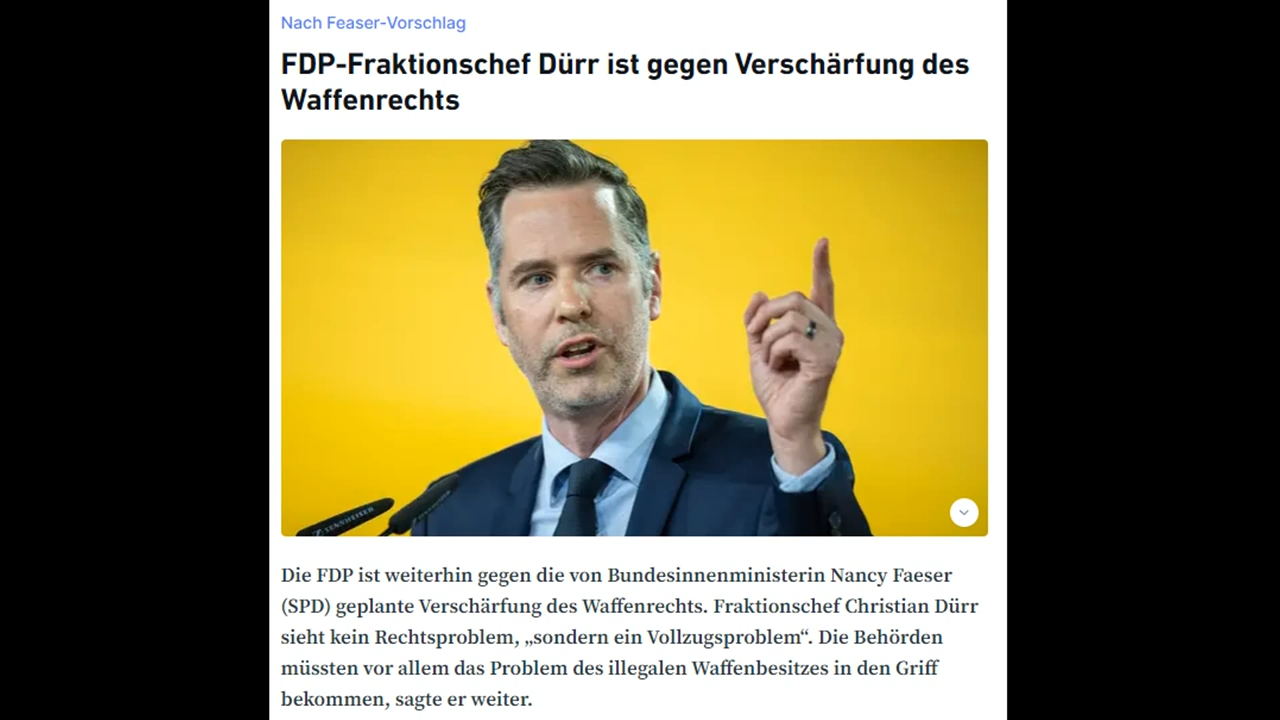 Nach Feaser-Vorschlag
FDP-Fraktionschef Dürr ist gegen Verschärfung des
Waffenrechts
SENNHEISER
Die FDP ist weiterhin gegen die von Bundesinnenministerin Nancy Faeser
(SPD) geplante Verschärfung des Waffenrechts. Fraktionschef Christian Dürr
sieht kein Rechtsproblem, „sondern ein Vollzugsproblem“. Die Behörden
müssten vor allem das Problem des illegalen Waffenbesitzes in den Griff
bekommen, sagte er weiter.